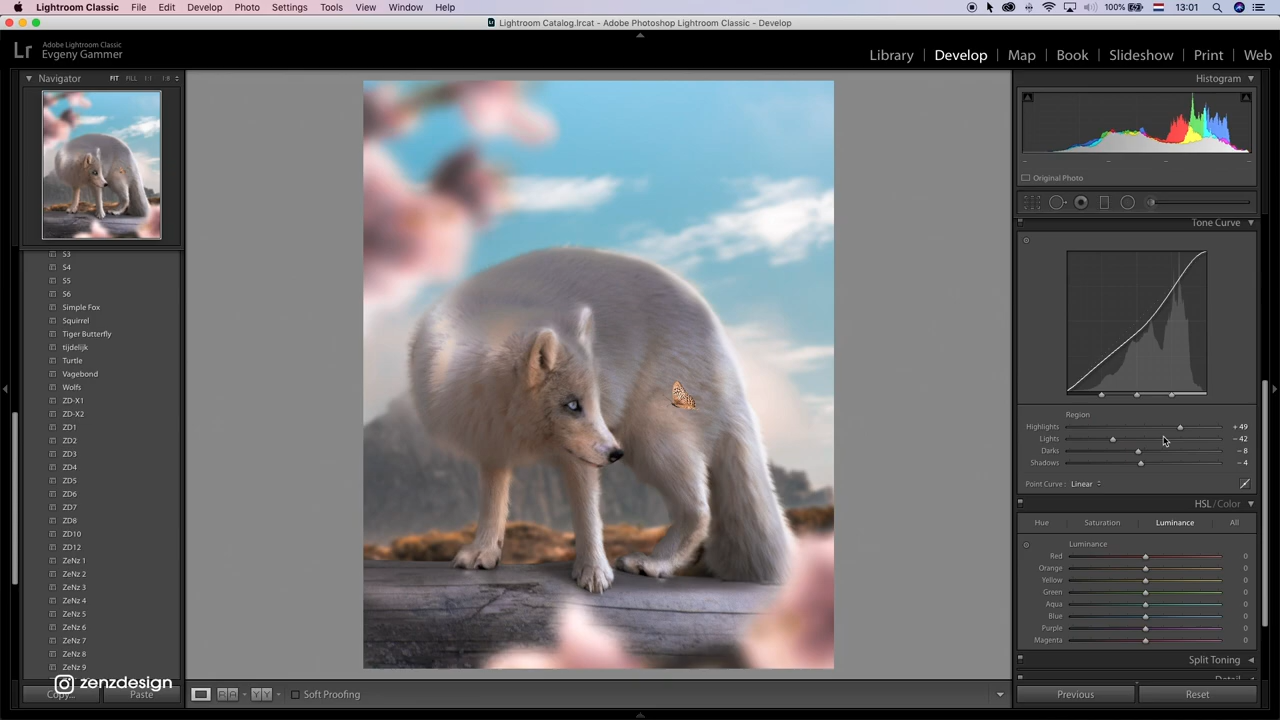 Lightroom Classic File Edit Develop Photo Settings Tools View Window Help 100% 13:01
Lightroom Catalog.lrcat - Adobe Photoshop Lightroom Classic - Develop
Lr Adobe Lightroom Classic
Evgeny Gammer
Library | Develop | Map | Book | Slideshow | Print | Web
Navigator FIT FILL 1:1 1:8
Histogram
Original Photo
Tone Curve
S3
S4
S5
S6
Simple Fox
Squirrel
Tiger Butterfly
tijdelijk
Turtle
Vagebond
Wolfs
ZD-X1
ZD-X2
ZD1
ZD2
ZD3
ZD4
ZD5
ZD6
ZD7
ZD8
ZD10
ZD12
ZeNz 1
ZeNz 2
ZeNz 3
ZeNz 4
ZeNz 5
ZeNz 6
ZeNz 7
ZeNz 8
ZeNz 9
zenzdesign
Copy... Paste
Soft Proofing
Region
Highlights + 49
Lights - 42
Darks - 8
Shadows - 4
Point Curve : Linear
HSL / Color
Hue Saturation Luminance All
Luminance
Red 0
Orange 0
Yellow 0
Green 0
Aqua 0
Blue 0
Purple 0
Magenta 0
Split Toning
Detail
Previous Reset